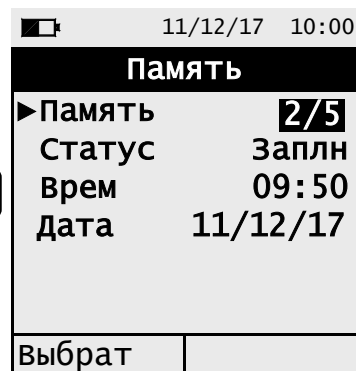 11/12/17 10:00
Память
►Память 2/5
Статус Заплн
Врем 09:50
Дата 11/12/17
Выбрат